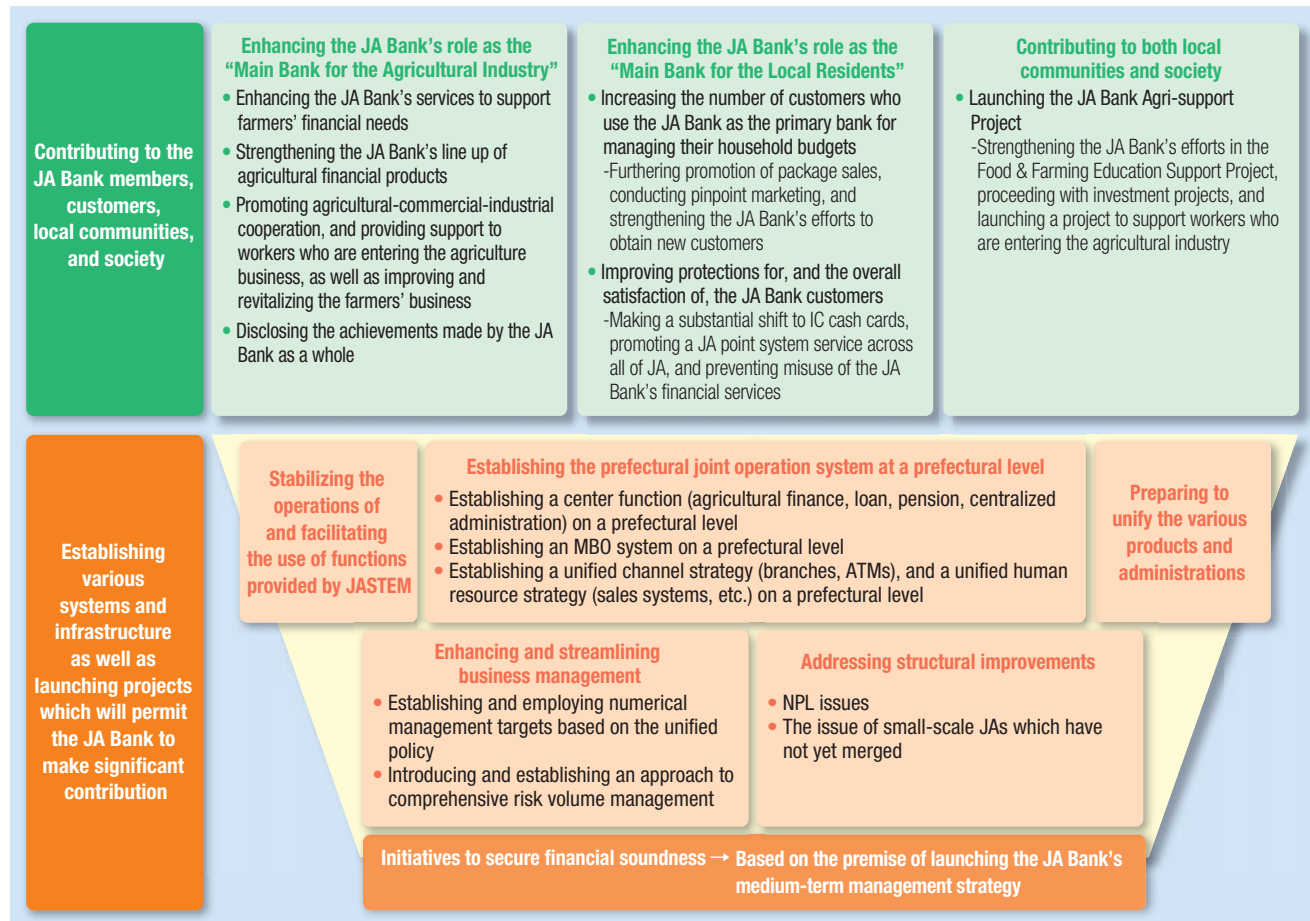 Contributing to the
JA Bank members,
customers,
local communities,
and society
Enhancing the JA Bank's role as the
"Main Bank for the Agricultural Industry"
• Enhancing the JA Bank's services to support
farmers' financial needs
• Strengthening the JA Bank's line up of
agricultural financial products
• Promoting agricultural-commercial-industrial
cooperation, and providing support to
workers who are entering the agriculture
business, as well as improving and
revitalizing the farmers' business
• Disclosing the achievements made by the JA
Bank as a whole
Enhancing the JA Bank's role as the
"Main Bank for the Local Residents"
• Increasing the number of customers who
use the JA Bank as the primary bank for
managing their household budgets
-Furthering promotion of package sales,
conducting pinpoint marketing, and
strengthening the JA Bank's efforts to
obtain new customers
• Improving protections for, and the overall
satisfaction of, the JA Bank customers
-Making a substantial shift to IC cash cards,
promoting a JA point system service across
all of JA, and preventing misuse of the JA
Bank's financial services
Contributing to both local
communities and society
• Launching the JA Bank Agri-support
Project
-Strengthening the JA Bank's efforts in the
Food & Farming Education Support Project,
proceeding with investment projects, and
launching a project to support workers who
are entering the agricultural industry
Establishing
various
systems and
infrastructure
as well as
launching projects
which will permit
the JA Bank to
make significant
contribution
Stabilizing the
operations of
and facilitating
the use of functions
provided by JASTEM
Establishing the prefectural joint operation system at a prefectural level
• Establishing a center function (agricultural finance, loan, pension, centralized
administration) on a prefectural level
• Establishing an MBO system on a prefectural level
• Establishing a unified channel strategy (branches, ATMs), and a unified human
resource strategy (sales systems, etc.) on a prefectural level
Preparing to
unify the various
products and
administrations
Enhancing and streamlining
business management
• Establishing and employing numerical
management targets based on the unified
policy
• Introducing and establishing an approach to
comprehensive risk volume management
Addressing structural improvements
• NPL issues
• The issue of small-scale JAs which have
not yet merged
Initiatives to secure financial soundness → Based on the premise of launching the JA Bank's
medium-term management strategy